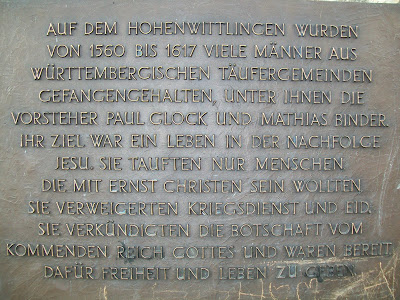 AUF DEM HOHENWITTLINGEN WURDEN
VON 1560 BIS 1617 VIELE MÄNNER AUS
WÜRTTEMBERGISCHEN TÄUFERGEMEINDEN
GEFANGENGEHALTEN, UNTER IHNEN DIE
VORSTEHER PAUL GLOCK UND MATHIAS BINDER.
IHR ZIEL WAR EIN LEBEN IN DER NACHFOLGE
JESU. SIE TAUFTEN NUR MENSCHEN,
DIE MIT ERNST CHRISTEN SEIN WOLLTEN.
SIE VERWEIGERTEN KRIEGSDIENST UND EID.
SIE VERKÜNDIGTEN DIE BOTSCHAFT VOM
KOMMENDEN REICH GOTTES UND WAREN BEREIT,
DAFÜR FREIHEIT UND LEBEN ZU GEBEN.